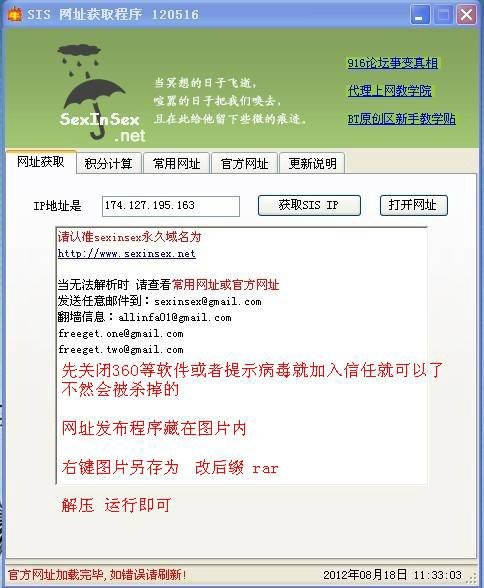 SIS 网址获取程序 120516
916论坛事变真相
代理上网教学院
BT原创区新手教学贴
当冥想的日子飞逝,
喧嚣的日子把我们唤去,
且在此给他留下些微的痕迹.
SexInSex
.net
网址获取 积分计算 常用网址 官方网址 更新说明
IP地址是 174.127.195.163 获取SIS IP 打开网址
请认准sexinsex永久域名为
http://www.sexinsex.net
当无法解析时 请查看常用网址或官方网址
发送任意邮件到：sexinsex@gmail.com
翻墙信息：allinfa01@gmail.com
freeget.one@gmail.com
freeget.two@gmail.com
先关闭360等软件或者提示病毒就加入信任就可以了
不然会被杀掉的
网址发布程序藏在图片内
右键图片另存为 改后缀 rar
解压 运行即可
官方网址加载完毕,如错误请刷新!
2012年08月18日 11:33:03